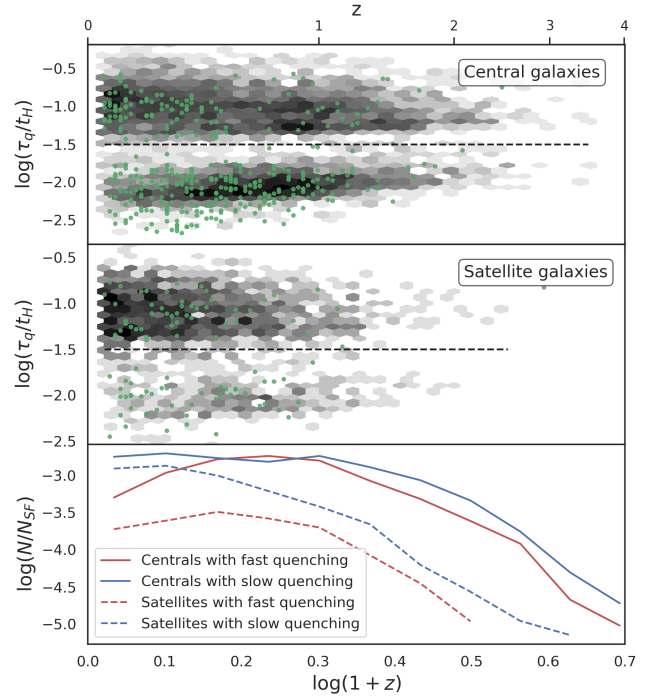 z
0 1 2 3 4
Central galaxies
log(τq/tH)
−0.5
−1.0
−1.5
−2.0
−2.5
Satellite galaxies
log(τq/tH)
−0.5
−1.0
−1.5
−2.0
−2.5
log(N/NSF)
−3.0
−3.5
−4.0
−4.5
−5.0
Centrals with fast quenching
Centrals with slow quenching
Satellites with fast quenching
Satellites with slow quenching
0.0 0.1 0.2 0.3 0.4 0.5 0.6 0.7
log(1 + z)